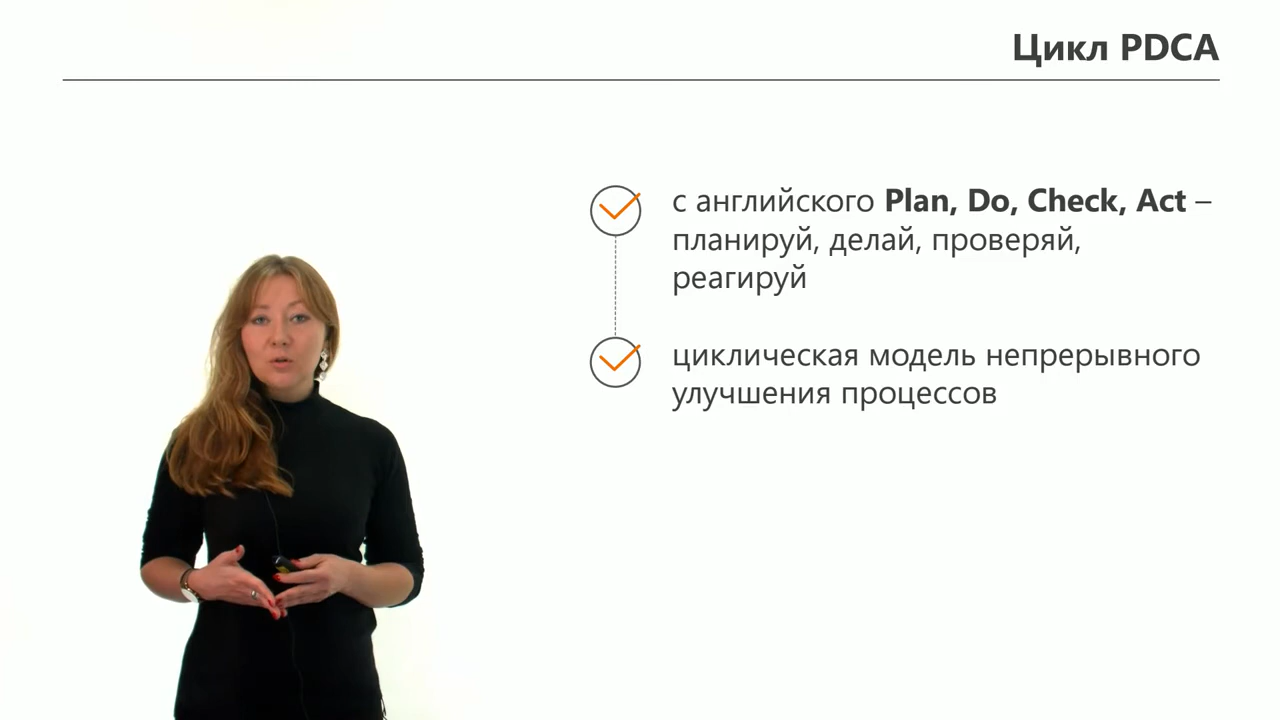 Цикл PDCA
с английского Plan, Do, Check, Act –
планируй, делай, проверяй,
реагируй
циклическая модель непрерывного
улучшения процессов